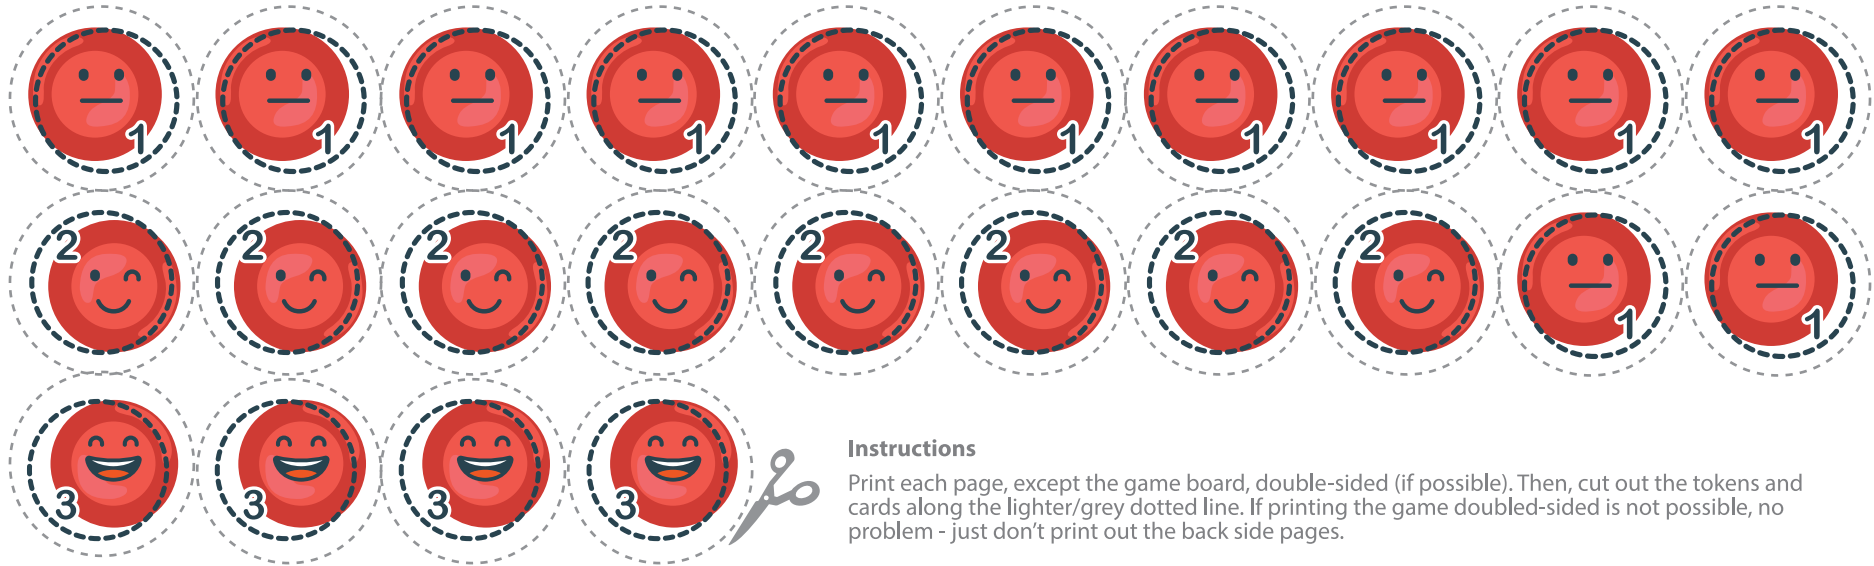 1 1 1 1 1 1 1 1 1 1
2 2 2 2 2 2 2 2 1 1
3 3 3 3
Instructions
Print each page, except the game board, double-sided (if possible). Then, cut out the tokens and
cards along the lighter/grey dotted line. If printing the game doubled-sided is not possible, no
problem - just don’t print out the back side pages.